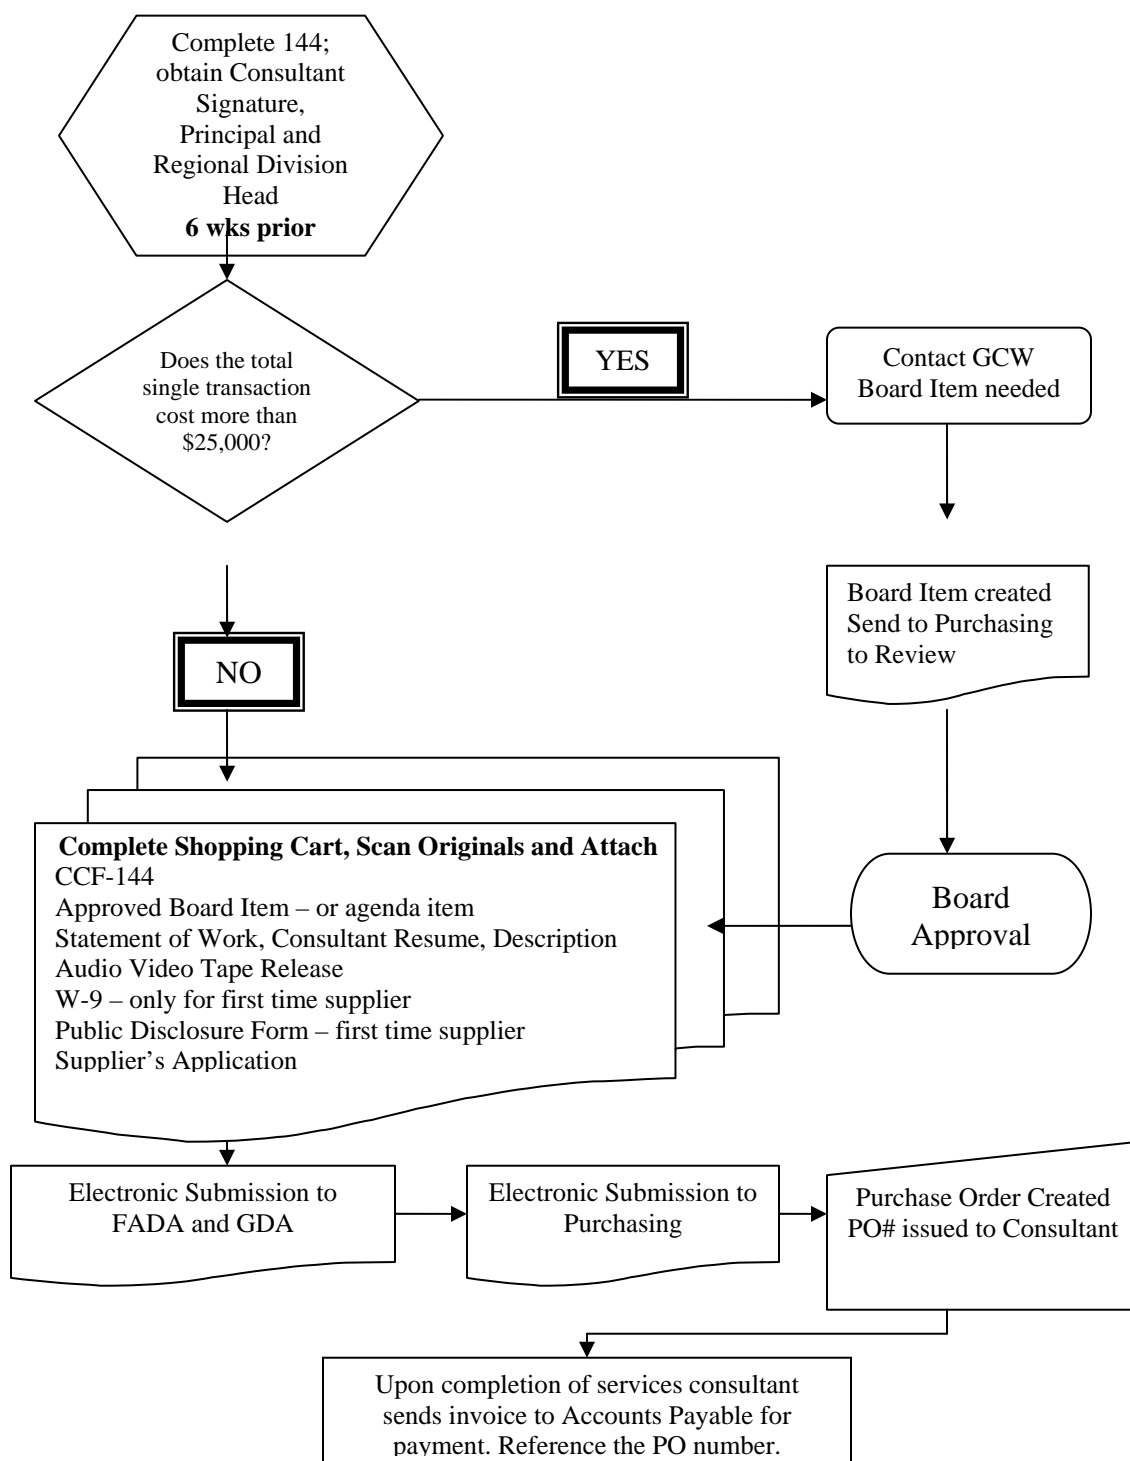 Complete 144;
obtain Consultant
Signature,
Principal and
Regional Division
Head
6 wks prior
Does the total
single transaction
cost more than
$25,000?
YES
Contact GCW
Board Item needed
Board Item created
Send to Purchasing
to Review
NO
Complete Shopping Cart, Scan Originals and Attach
CCF-144
Approved Board Item – or agenda item
Statement of Work, Consultant Resume, Description
Audio Video Tape Release
W-9 – only for first time supplier
Public Disclosure Form – first time supplier
Supplier’s Application
Board
Approval
Electronic Submission to
FADA and GDA
Electronic Submission to
Purchasing
Purchase Order Created
PO# issued to Consultant
Upon completion of services consultant
sends invoice to Accounts Payable for
payment. Reference the PO number.